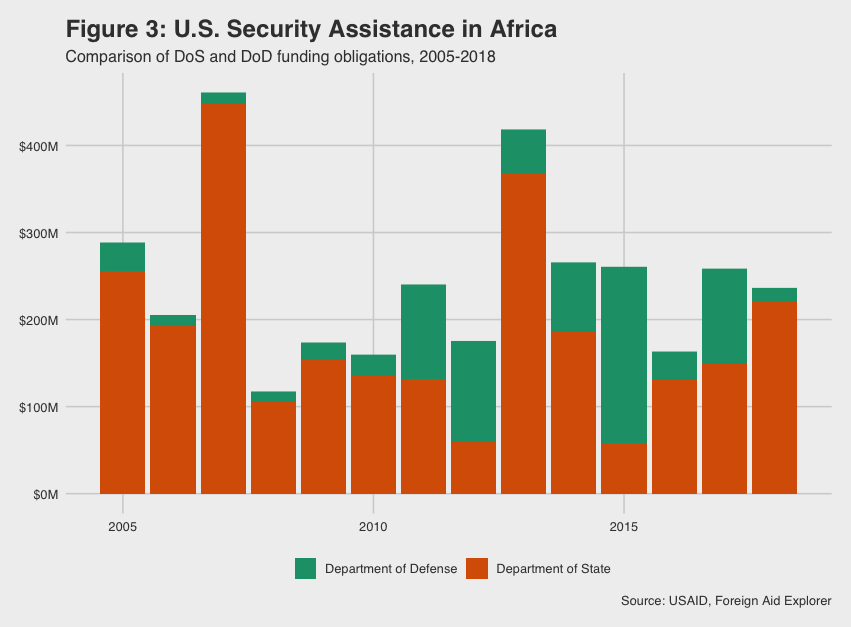 Figure 3: U.S. Security Assistance in Africa
Comparison of DoS and DoD funding obligations, 2005-2018
$400M
$300M
$200M
$100M
$0M
2005
2010
2015
Department of Defense
Department of State
Source: USAID, Foreign Aid Explorer